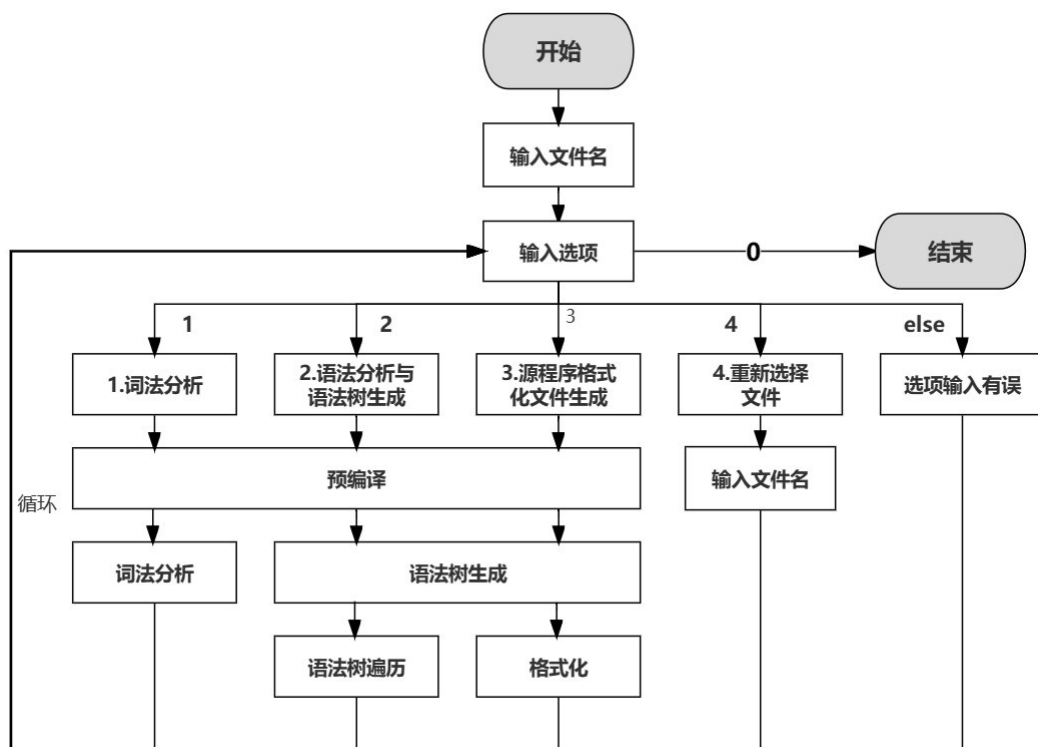 开始
输入文件名
输入选项
0
结束
1
2
3
4
else
1.词法分析
2.语法分析与
语法树生成
3.源程序格式
化文件生成
4.重新选择
文件
选项输入有误
预编译
输入文件名
循环
词法分析
语法树生成
语法树遍历
格式化